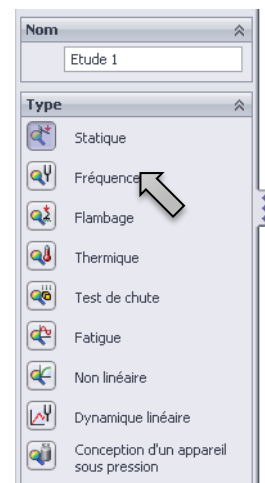 Nom
Etude 1
Type
Statique
Fréquence
Flambage
Thermique
Test de chute
Fatigue
Non linéaire
Dynamique linéaire
Conception d'un appareil
sous pression